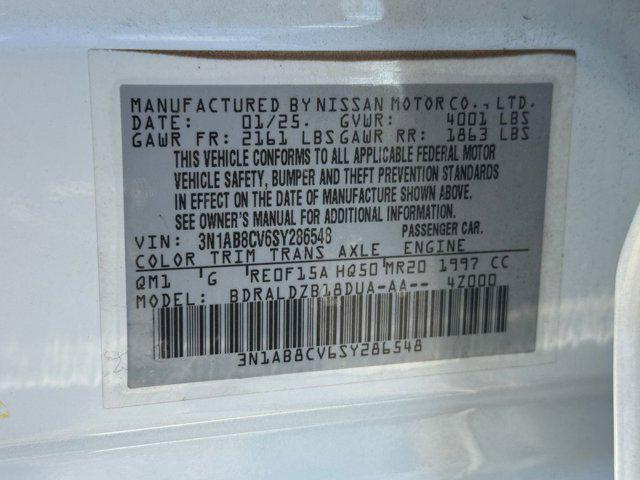 MANUFACTURED BY NISSAN MOTOR CO., LTD.
DATE: 01/25. GVWR: 4001 LBS
GAWR FR: 2161 LBS GAWR RR: 1863 LBS
THIS VEHICLE CONFORMS TO ALL APPLICABLE FEDERAL MOTOR
VEHICLE SAFETY, BUMPER AND THEFT PREVENTION STANDARDS
IN EFFECT ON THE DATE OF MANUFACTURE SHOWN ABOVE.
SEE OWNER'S MANUAL FOR ADDITIONAL INFORMATION.
VIN: 3N1AB8CV6SY286548 PASSENGER CAR.
COLOR TRIM TRANS AXLE ENGINE
QM1 G RE0F15A HQ50 MR20 1997 CC
MODEL: BDRALDZB18DUA-AA-- 4Z000
3N1AB8CV6SY286548